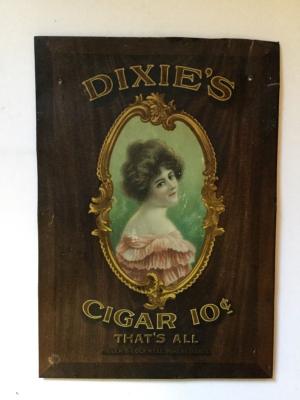 DIXIE'S
CIGAR 10¢
THAT'S ALL